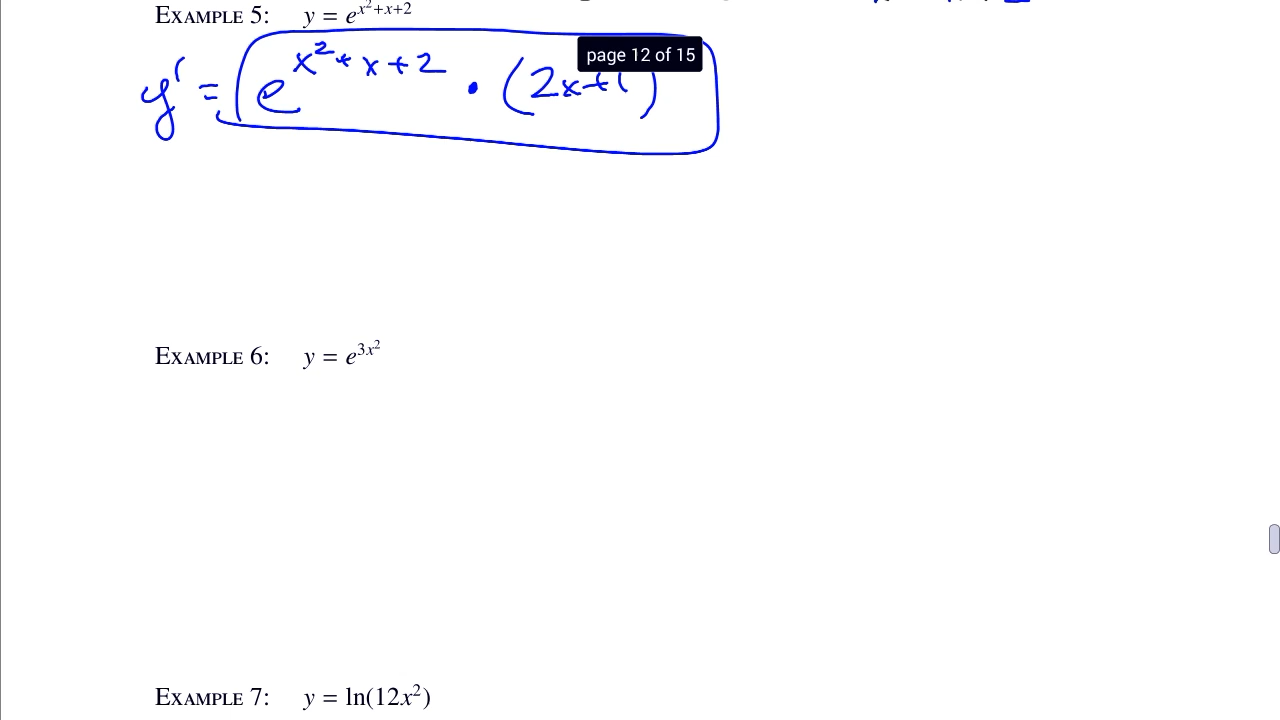 EXAMPLE 5: y = e^{x²+x+2}
page 12 of 15
y' = e^{x²+x+2} · (2x+1)
EXAMPLE 6: y = e^{3x²}
EXAMPLE 7: y = ln(12x²)